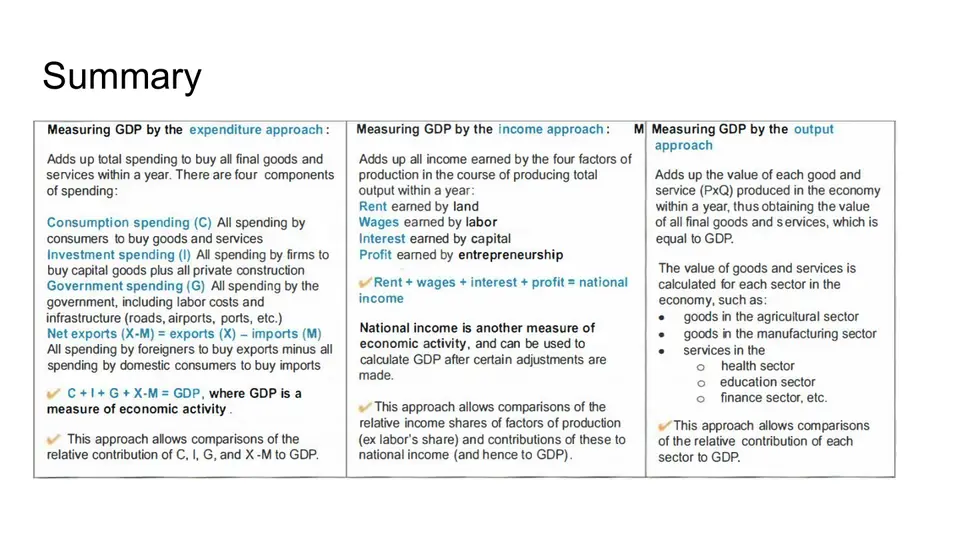 Summary
Measuring GDP by the expenditure approach :
Adds up total spending to buy all final goods and
services within a year. There are four components
of spending:
Consumption spending (C) All spending by
consumers to buy goods and services
Investment spending (I) All spending by firms to
buy capital goods plus all private construction
Government spending (G) All spending by the
government, including labor costs and
infrastructure (roads, airports, ports, etc.)
Net exports (X-M) = exports (X) – imports (M)
All spending by foreigners to buy exports minus all
spending by domestic consumers to buy imports
✓ C + I + G + X-M = GDP, where GDP is a
measure of economic activity .
✓ This approach allows comparisons of the
relative contribution of C, I, G, and X -M to GDP.
Measuring GDP by the income approach : M
Adds up all income earned by the four factors of
production in the course of producing total
output within a year:
Rent earned by land
Wages earned by labor
Interest earned by capital
Profit earned by entrepreneurship
✓Rent + wages + interest + profit = national
income
National income is another measure of
economic activity, and can be used to
calculate GDP after certain adjustments are
made.
✓This approach allows comparisons of the
relative income shares of factors of production
(ex labor's share) and contributions of these to
national income (and hence to GDP).
Measuring GDP by the output
approach
Adds up the value of each good and
service (PxQ) produced in the economy
within a year, thus obtaining the value
of all final goods and services, which is
equal to GDP.
The value of goods and services is
calculated for each sector in the
economy, such as:
• goods in the agricultural sector
• goods in the manufacturing sector
• services in the
o health sector
o education sector
o finance sector, etc.
✓This approach allows comparisons
of the relative contribution of each
sector to GDP.